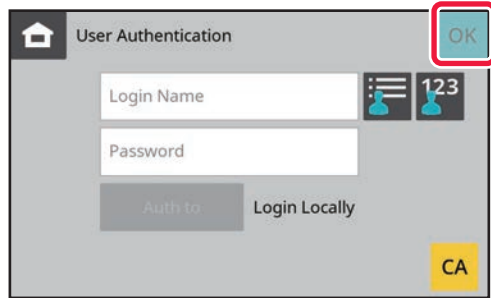 User Authentication
OK
Login Name
123
Password
Auth to
Login Locally
CA